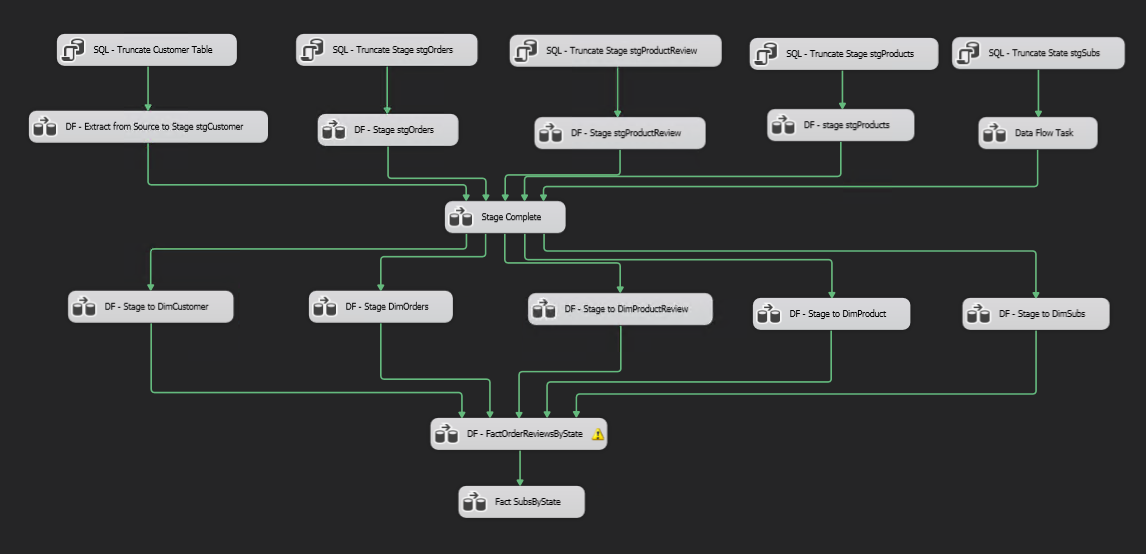 SQL - Truncate Customer Table
SQL - Truncate Stage stgOrders
SQL - Truncate Stage stgProductReview
SQL - Truncate Stage stgProducts
SQL - Truncate State stgSubs
DF - Extract from Source to Stage stgCustomer
DF - Stage stgOrders
DF - Stage stgProductReview
DF - stage stgProducts
Data Flow Task
Stage Complete
DF - Stage to DimCustomer
DF - Stage DimOrders
DF - Stage to DimProductReview
DF - Stage to DimProduct
DF - Stage to DimSubs
DF - FactOrderReviewsByState
Fact SubsByState